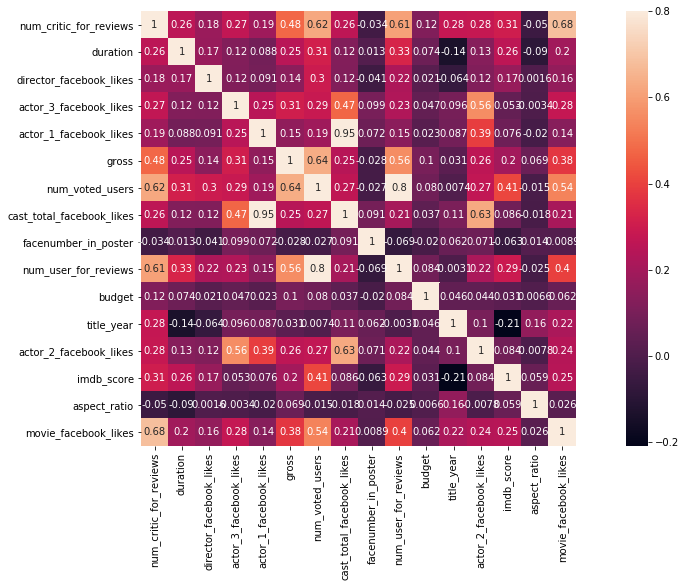 num_critic_for_reviews 1 0.26 0.18 0.27 0.19 0.48 0.62 0.26 -0.034 0.61 0.12 0.28 0.28 0.31 -0.05 0.68
duration 0.26 1 0.17 0.12 0.088 0.25 0.31 0.12 0.013 0.33 0.074 -0.14 0.13 0.26 -0.09 0.2
director_facebook_likes 0.18 0.17 1 0.12 0.091 0.14 0.3 0.12 -0.041 0.22 0.021 -0.064 0.12 0.17 0.0016 0.16
actor_3_facebook_likes 0.27 0.12 0.12 1 0.25 0.31 0.29 0.47 0.099 0.23 0.047 0.096 0.56 0.053 -0.0034 0.28
actor_1_facebook_likes 0.19 0.088 0.091 0.25 1 0.15 0.19 0.95 0.072 0.15 0.023 0.087 0.39 0.076 -0.02 0.14
gross 0.48 0.25 0.14 0.31 0.15 1 0.64 0.25 -0.028 0.56 0.1 0.031 0.26 0.2 0.069 0.38
num_voted_users 0.62 0.31 0.3 0.29 0.19 0.64 1 0.27 -0.027 0.8 0.08 0.0074 0.27 0.41 -0.015 0.54
cast_total_facebook_likes 0.26 0.12 0.12 0.47 0.95 0.25 0.27 1 0.091 0.21 0.037 0.11 0.63 0.086 -0.018 0.21
facenumber_in_poster -0.034 0.013 -0.041 0.099 0.072 -0.028 -0.027 0.091 1 -0.069 -0.02 0.062 0.071 -0.063 0.014 0.0089
num_user_for_reviews 0.61 0.33 0.22 0.23 0.15 0.56 0.8 0.21 -0.069 1 0.084 -0.0031 0.22 0.29 -0.025 0.4
budget 0.12 0.074 0.021 0.047 0.023 0.1 0.08 0.037 -0.02 0.084 1 0.046 0.044 0.031 0.0066 0.062
title_year 0.28 -0.14 -0.064 0.096 0.087 0.031 0.0074 0.11 0.062 -0.0031 0.046 1 0.1 -0.21 0.16 0.22
actor_2_facebook_likes 0.28 0.13 0.12 0.56 0.39 0.26 0.27 0.63 0.071 0.22 0.044 0.1 1 0.084 -0.0078 0.24
imdb_score 0.31 0.26 0.17 0.053 0.076 0.2 0.41 0.086 -0.063 0.29 0.031 -0.21 0.084 1 0.059 0.25
aspect_ratio -0.05 -0.09 0.0016 -0.0034 -0.02 0.069 -0.015 -0.018 0.014 -0.025 0.0066 0.16 -0.0078 0.059 1 0.026
movie_facebook_likes 0.68 0.2 0.16 0.28 0.14 0.38 0.54 0.21 0.0089 0.4 0.062 0.22 0.24 0.25 0.026 1
num_critic_for_reviews
duration
director_facebook_likes
actor_3_facebook_likes
actor_1_facebook_likes
gross
num_voted_users
cast_total_facebook_likes
facenumber_in_poster
num_user_for_reviews
budget
title_year
actor_2_facebook_likes
imdb_score
aspect_ratio
movie_facebook_likes
0.8
0.6
0.4
0.2
0.0
−0.2